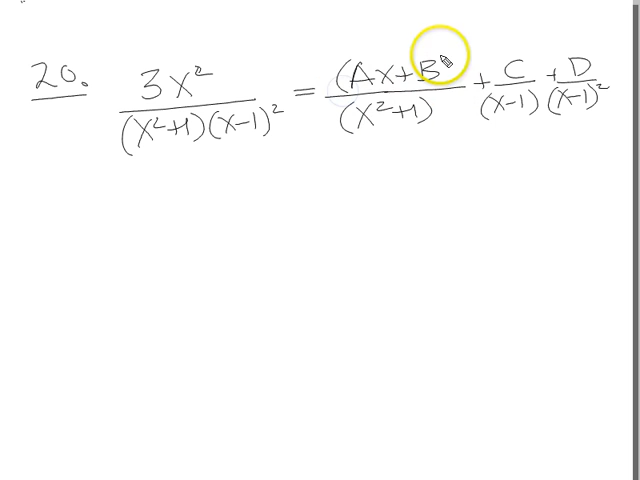 20. 3x²/((x²+1)(x-1)²) = (Ax+B/(x²+1) + C/(x-1) + D/(x-1)²